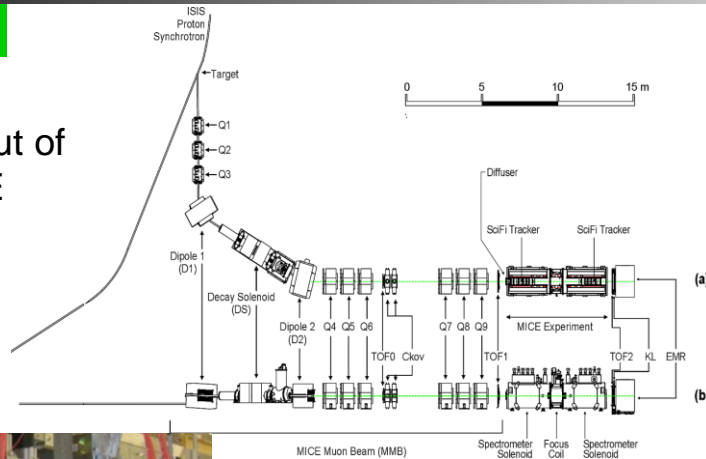 ISIS
Proton
Synchrotron
Target
0 5 10 15 m
Q1
Q2
Q3
ut of
Diffuser
SciFi Tracker
SciFi Tracker
Dipole 1
(D1)
Decay Solenoid
(DS)
Dipole 2
(D2)
(a)
Q4
Q5
Q6
TOF0
Ckov
Q7
Q8
Q9
TOF1
MICE Experiment
TOF2
KL
EMR
(b
MICE Muon Beam (MMB)
Spectrometer
Solenoid
Focus
Coil
Spectrometer
Solenoid